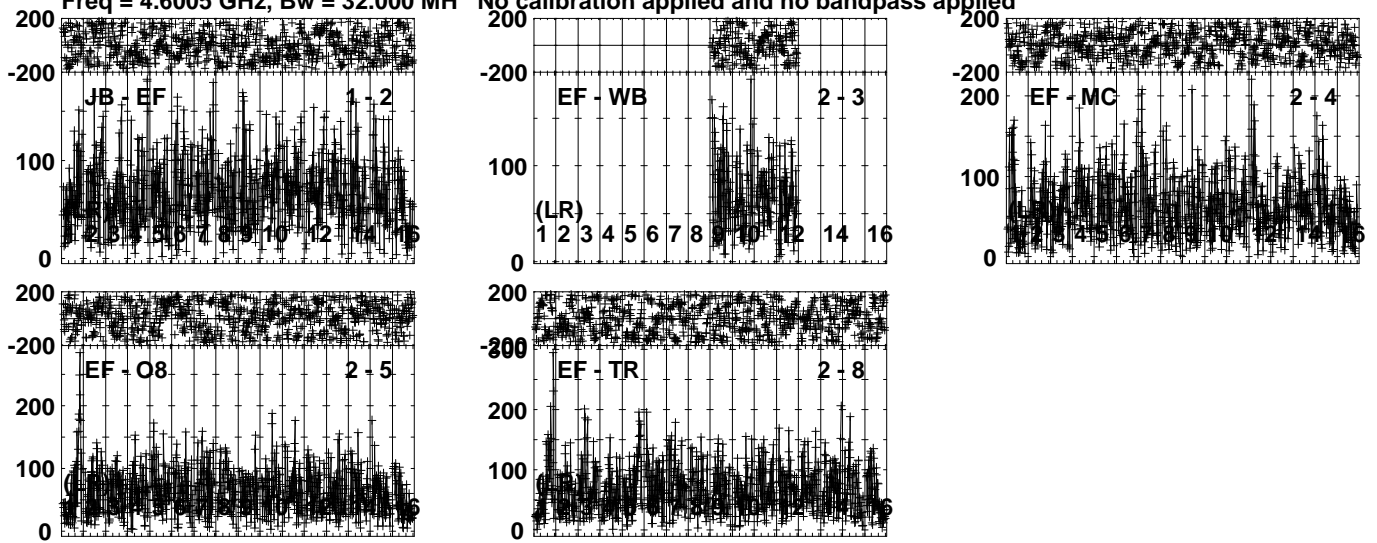 Freq = 4.6005 GHz, Bw = 32.000 MH No calibration applied and no bandpass applied
200
-200
JB - EF 1 - 2
100
0
200
-200
EF - WB 2 - 3
100
(LR)
1 2 3 4 5 6 7 8 9 10 12 14 16
0
-200
200
EF - MC 2 - 4
100
0
200
-200
EF - O8 2 - 5
200
100
0
200
-200
300
EF - TR 2 - 8
200
100
0